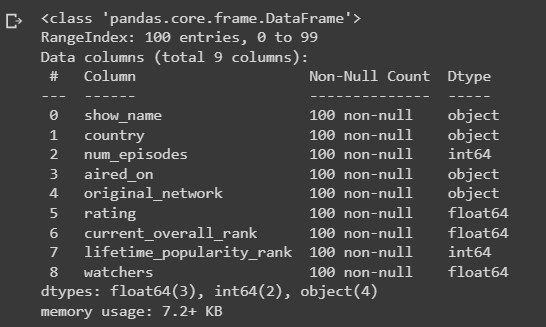 <class 'pandas.core.frame.DataFrame'>
RangeIndex: 100 entries, 0 to 99
Data columns (total 9 columns):
 #   Column                    Non-Null Count  Dtype
---  ------                    --------------  -----
 0   show_name                 100 non-null    object
 1   country                   100 non-null    object
 2   num_episodes              100 non-null    int64
 3   aired_on                  100 non-null    object
 4   original_network          100 non-null    object
 5   rating                    100 non-null    float64
 6   current_overall_rank      100 non-null    float64
 7   lifetime_popularity_rank  100 non-null    int64
 8   watchers                  100 non-null    float64
dtypes: float64(3), int64(2), object(4)
memory usage: 7.2+ KB